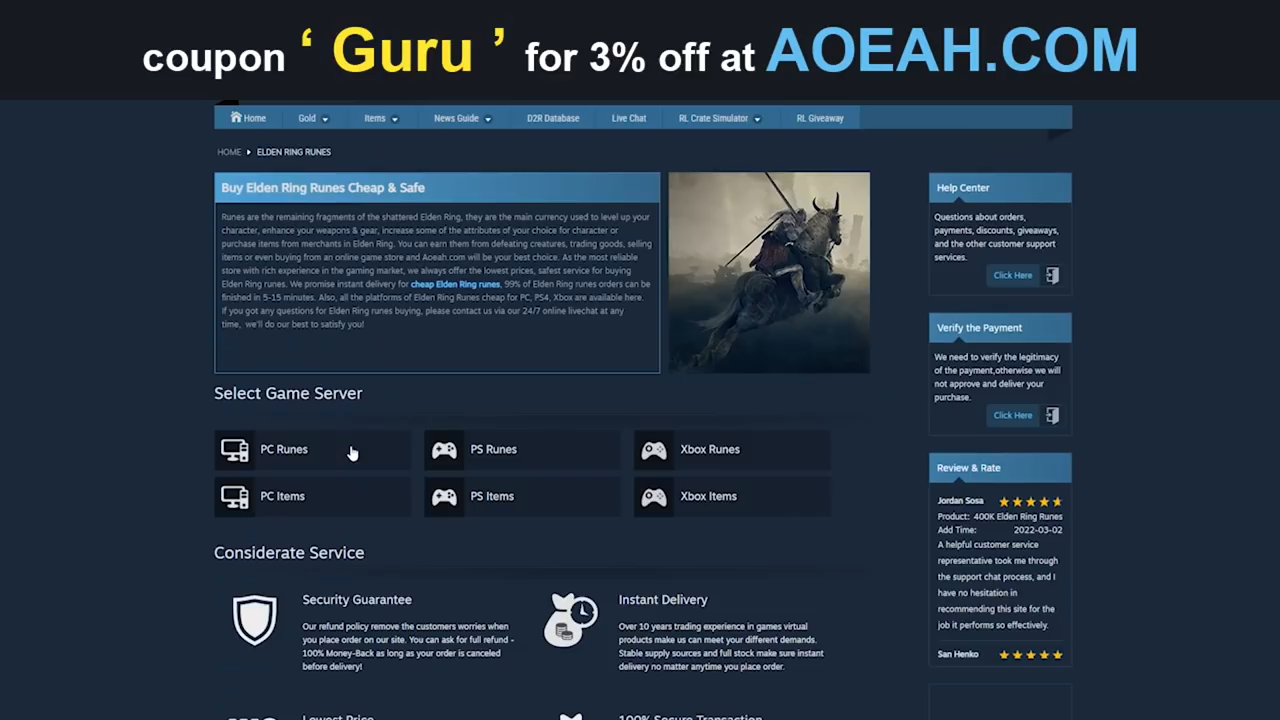 coupon ‘ Guru ’ for 3% off at AOEAH.COM
Home Gold Items News Guide D2R Database Live Chat RL Crate Simulator RL Giveaway
HOME ELDEN RING RUNES
Buy Elden Ring Runes Cheap & Safe
Runes are the remaining fragments of the shattered Elden Ring, they are the main currency used to level up your
character, enhance your weapons & gear, increase some of the attributes of your choice for character or
purchase items from merchants in Elden Ring. You can earn them from defeating creatures, trading goods, selling
items or even buying from an online game store and Aoeah.com will be your best choice. As the most reliable
store with rich experience in the gaming market, we always offer the lowest prices, safest service for buying
Elden Ring runes. We promise instant delivery for cheap Elden Ring runes, 99% of Elden Ring runes orders can be
finished in 5-15 minutes. Also, all the platforms of Elden Ring Runes cheap for PC, PS4, Xbox are available here.
If you got any questions for Elden Ring runes buying, please contact us via our 24/7 online livechat at any
time, we'll do our best to satisfy you!
Select Game Server
PC Runes PS Runes Xbox Runes
PC Items PS Items Xbox Items
Considerate Service
Security Guarantee
Our refund policy remove the customers worries when
you place order on our site. You can ask for full refund -
100% Money-Back as long as your order is canceled
before delivery!
Instant Delivery
Over 10 years trading experience in games virtual
products make us can meet your different demands.
Stable supply sources and full stock make sure instant
delivery no matter anytime you place order.
Lowest Price
100% Secure Transaction
Help Center
Questions about orders,
payments, discounts, giveaways,
and the other customer support
services.
Click Here
Verify the Payment
We need to verify the legitimacy
of the payment,otherwise we will
not approve and deliver your
purchase.
Click Here
Review & Rate
Jordan Sosa
Product: 400K Elden Ring Runes
Add Time: 2022-03-02
A helpful customer service
representative took me through
the support chat process, and I
have no hesitation in
recommending this site for the
job it performs so effectively.
San Henko